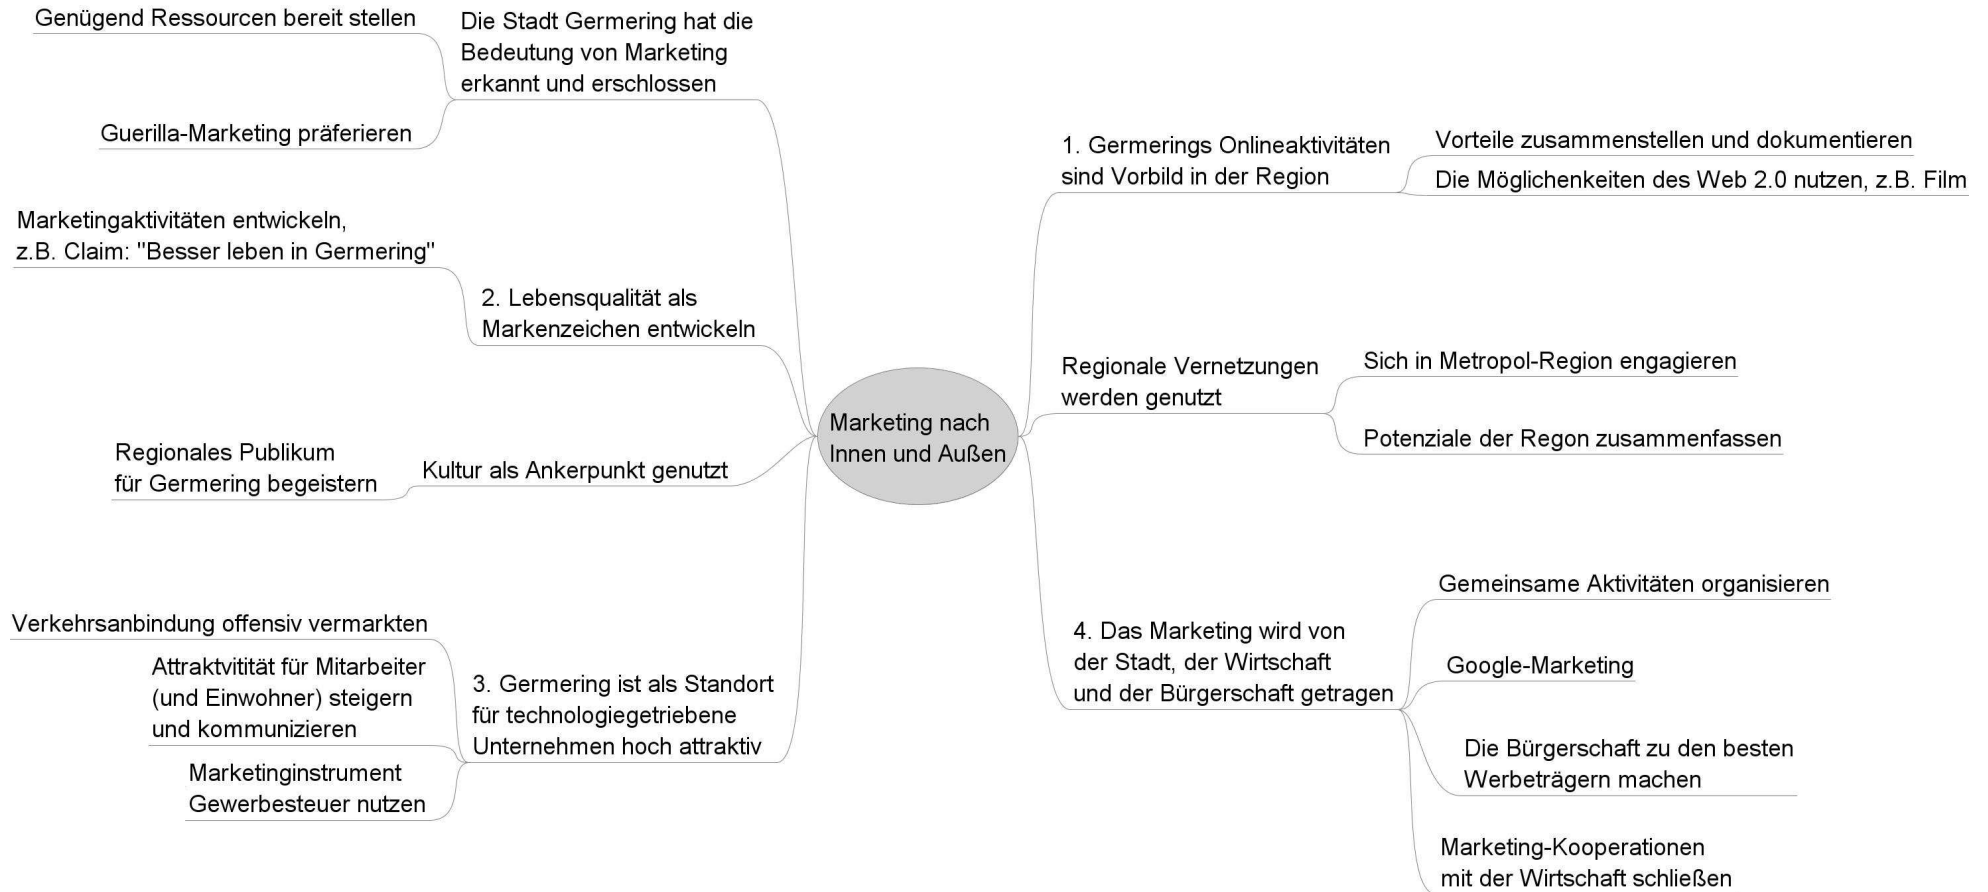 Genügend Ressourcen bereit stellen
Die Stadt Germering hat die
Bedeutung von Marketing
erkannt und erschlossen
Guerilla-Marketing präferieren
Marketingaktivitäten entwickeln,
z.B. Claim: "Besser leben in Germering"
2. Lebensqualität als
Markenzeichen entwickeln
Regionales Publikum
für Germering begeistern
Kultur als Ankerpunkt genutzt
Verkehrsanbindung offensiv vermarkten
Attraktvitität für Mitarbeiter
(und Einwohner) steigern
und kommunizieren
Marketinginstrument
Gewerbesteuer nutzen
3. Germering ist als Standort
für technologiegetriebene
Unternehmen hoch attraktiv
Marketing nach
Innen und Außen
1. Germerings Onlineaktivitäten
sind Vorbild in der Region
Vorteile zusammenstellen und dokumentieren
Die Möglichenkeiten des Web 2.0 nutzen, z.B. Film
Regionale Vernetzungen
werden genutzt
Sich in Metropol-Region engagieren
Potenziale der Regon zusammenfassen
4. Das Marketing wird von
der Stadt, der Wirtschaft
und der Bürgerschaft getragen
Gemeinsame Aktivitäten organisieren
Google-Marketing
Die Bürgerschaft zu den besten
Werbeträgern machen
Marketing-Kooperationen
mit der Wirtschaft schließen